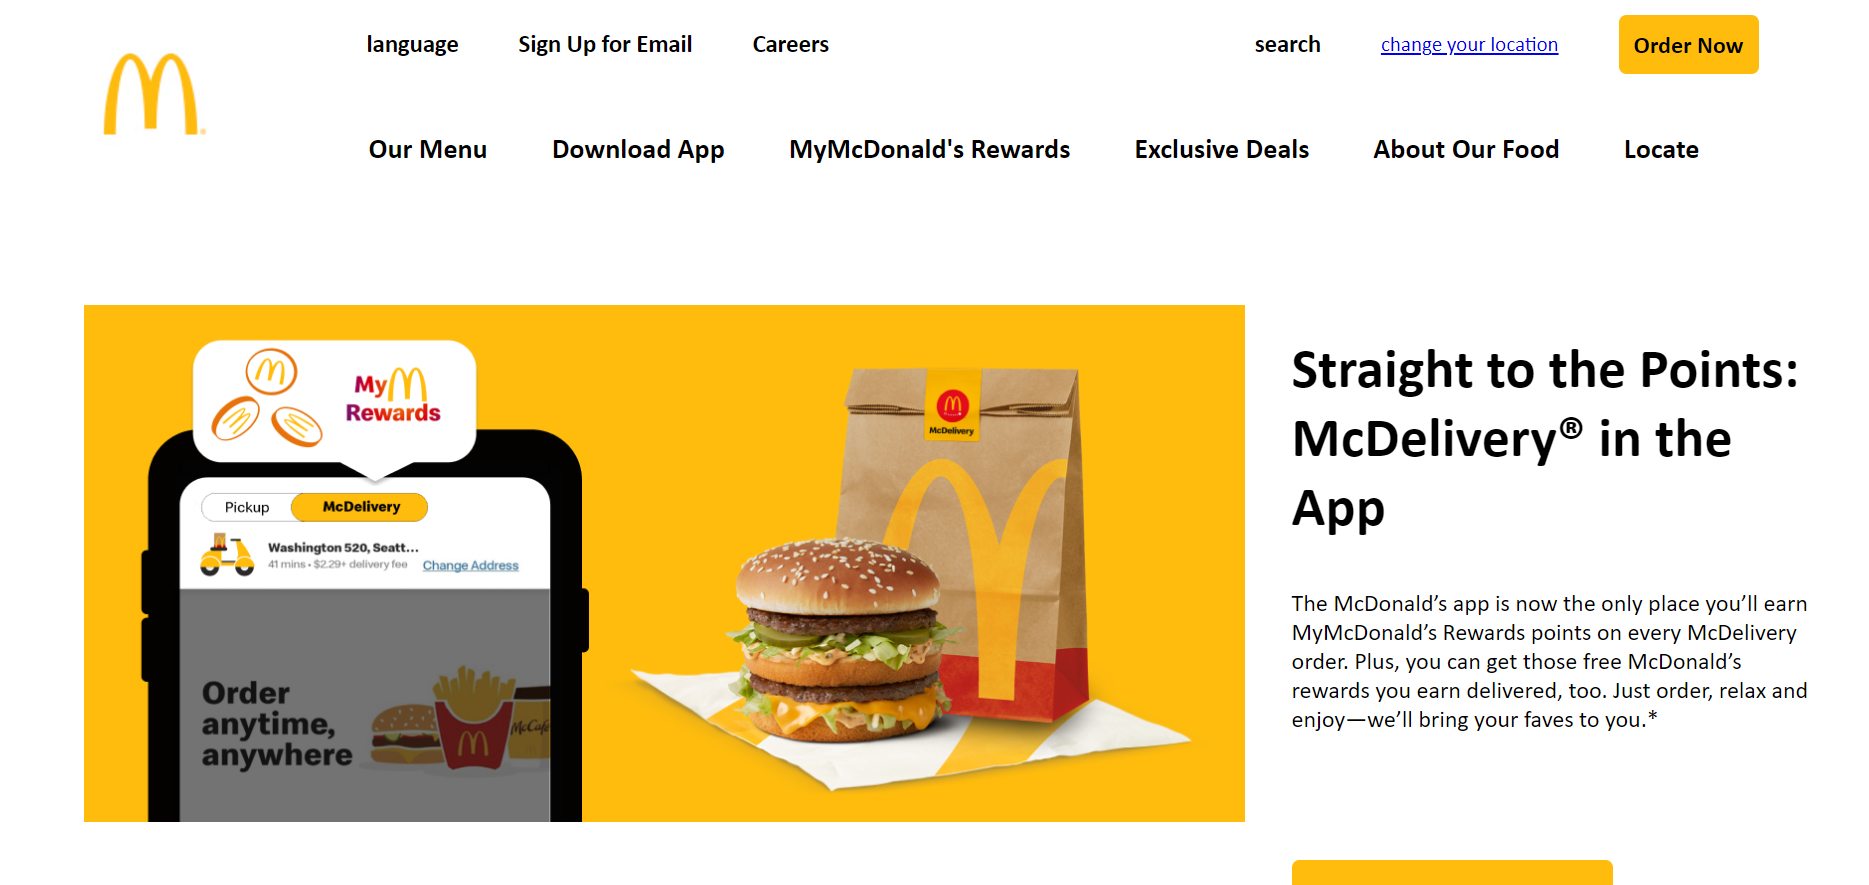 language
Sign Up for Email
Careers
search
change your location
Order Now
Our Menu
Download App
MyMcDonald's Rewards
Exclusive Deals
About Our Food
Locate
My
Rewards
Pickup
McDelivery
Washington 520, Seatt...
41 mins • $2.29+ delivery fee
Change Address
Order
anytime,
anywhere
McCafé
McDelivery
Straight to the Points:
McDelivery® in the
App
The McDonald’s app is now the only place you’ll earn
MyMcDonald’s Rewards points on every McDelivery
order. Plus, you can get those free McDonald’s
rewards you earn delivered, too. Just order, relax and
enjoy—we’ll bring your faves to you.*